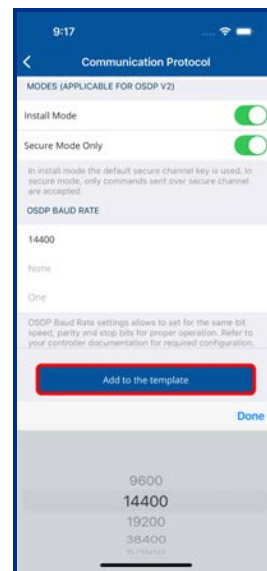 9:17
Communication Protocol
MODES (APPLICABLE FOR OSDP V2)
Install Mode
Secure Mode Only
In install mode the default secure channel key is used. In
secure mode, only commands sent over secure channel
are accepted.
OSDP BAUD RATE
14400
None
One
OSDP Baud Rate settings allows to set for the same bit
speed, parity and stop bits for proper operation. Refer to
your controller documentation for required configuration.
Add to the template
Done
9600
14400
19200
38400